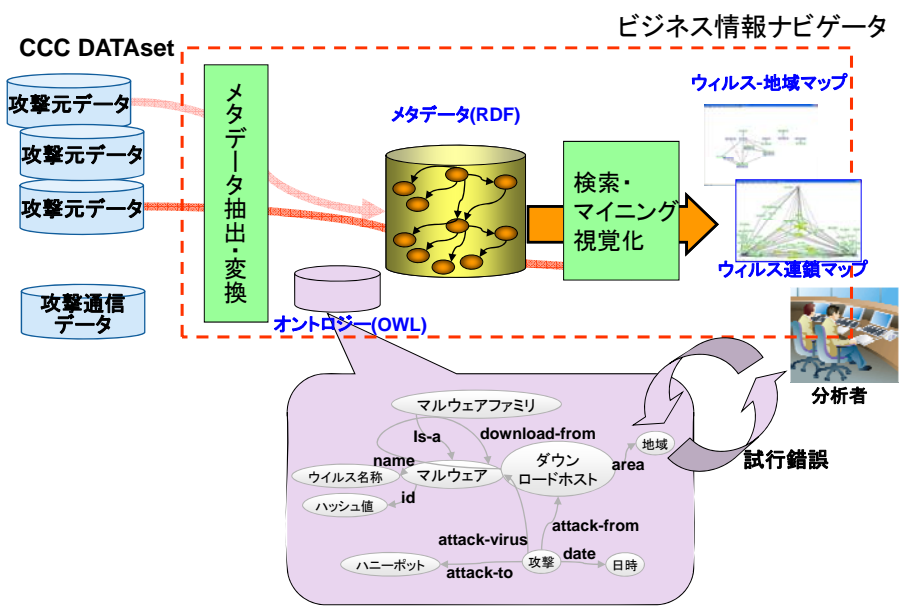 ビジネス情報ナビゲータ
CCC DATAset
攻撃元データ
攻撃元データ
攻撃元データ
攻撃通信
データ
メタデータ抽出・変換
メタデータ(RDF)
オントロジー(OWL)
検索・
マイニング
視覚化
ウィルス-地域マップ
ウィルス連鎖マップ
分析者
試行錯誤
マルウェアファミリ
Is-a
download-from
name
ウイルス名称
マルウェア
ダウン
ロードホスト
area
地域
id
ハッシュ値
attack-virus
attack-from
ハニーポット
attack-to
攻撃
date
日時